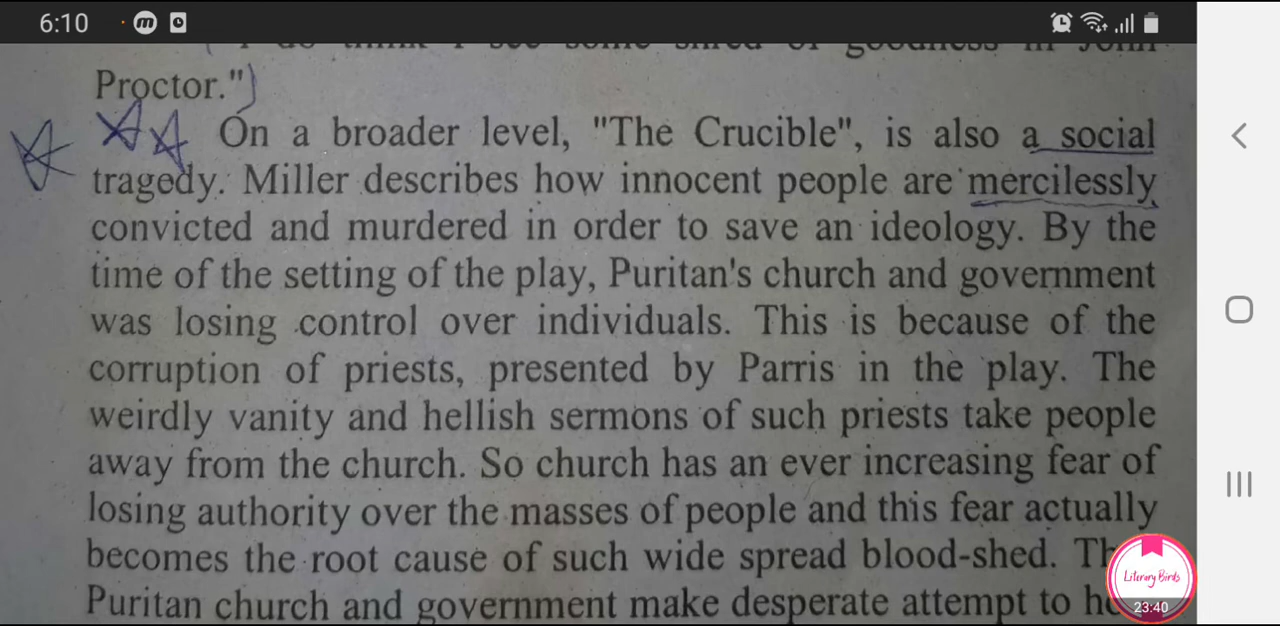 6:10
Proctor.")
On a broader level, "The Crucible", is also a social
tragedy. Miller describes how innocent people are mercilessly
convicted and murdered in order to save an ideology. By the
time of the setting of the play, Puritan's church and government
was losing control over individuals. This is because of the
corruption of priests, presented by Parris in the play. The
weirdly vanity and hellish sermons of such priests take people
away from the church. So church has an ever increasing fear of
losing authority over the masses of people and this fear actually
becomes the root cause of such wide spread blood-shed.
Puritan church and government make desperate attempt to
Literary Birds
23:40